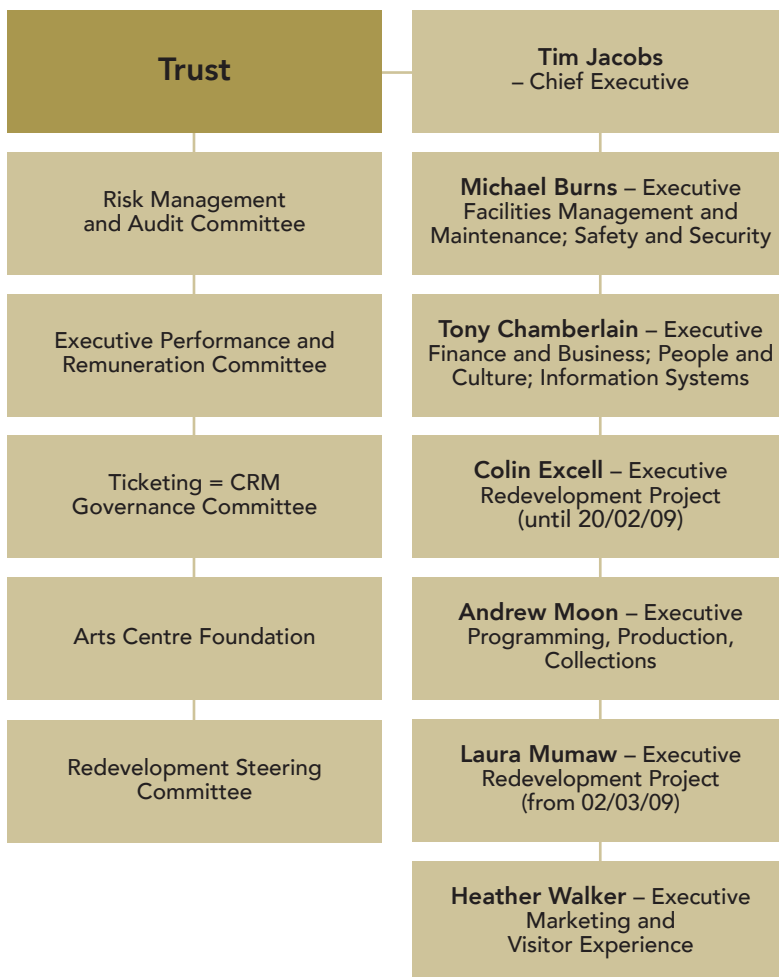 Trust
Risk Management
and Audit Committee
Executive Performance and
Remuneration Committee
Ticketing = CRM
Governance Committee
Arts Centre Foundation
Redevelopment Steering
Committee
Tim Jacobs
– Chief Executive
Michael Burns – Executive
Facilities Management and
Maintenance; Safety and Security
Tony Chamberlain – Executive
Finance and Business; People and
Culture; Information Systems
Colin Excell – Executive
Redevelopment Project
(until 20/02/09)
Andrew Moon – Executive
Programming, Production,
Collections
Laura Mumaw – Executive
Redevelopment Project
(from 02/03/09)
Heather Walker – Executive
Marketing and
Visitor Experience